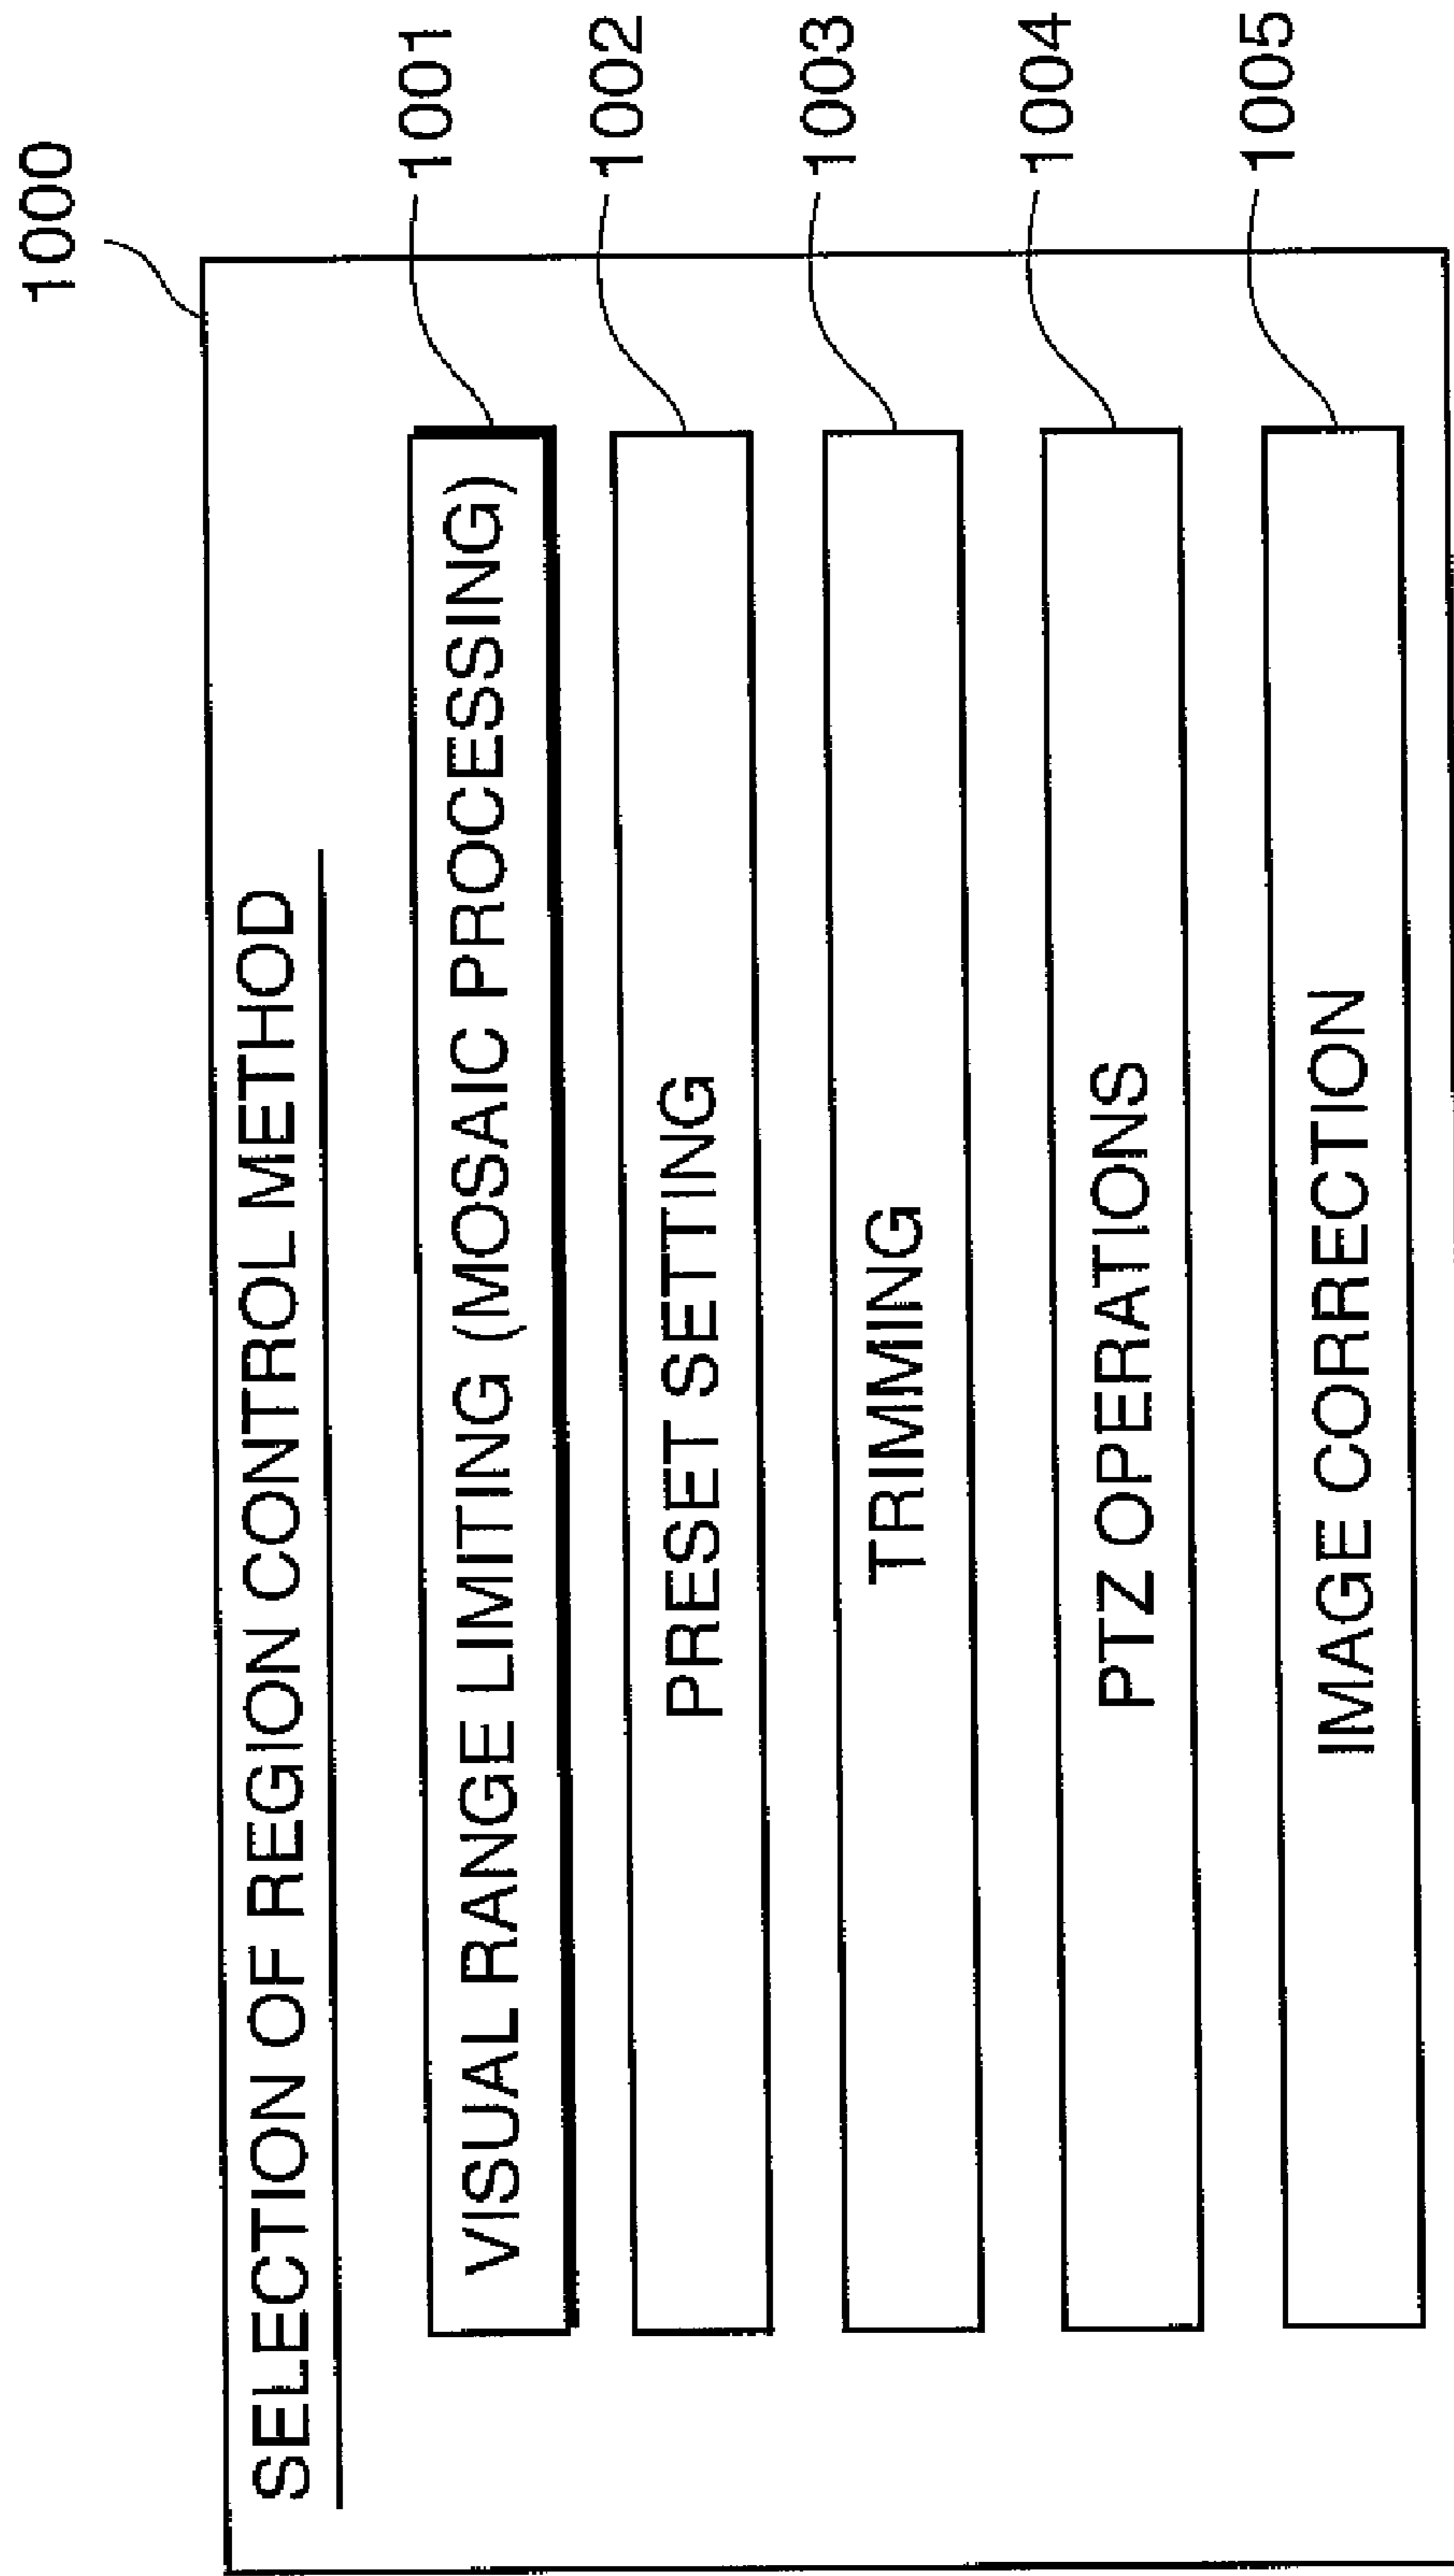 1000
SELECTION OF REGION CONTROL METHOD
VISUAL RANGE LIMITING (MOSAIC PROCESSING) 1001
PRESET SETTING 1002
TRIMMING 1003
PTZ OPERATIONS 1004
IMAGE CORRECTION 1005